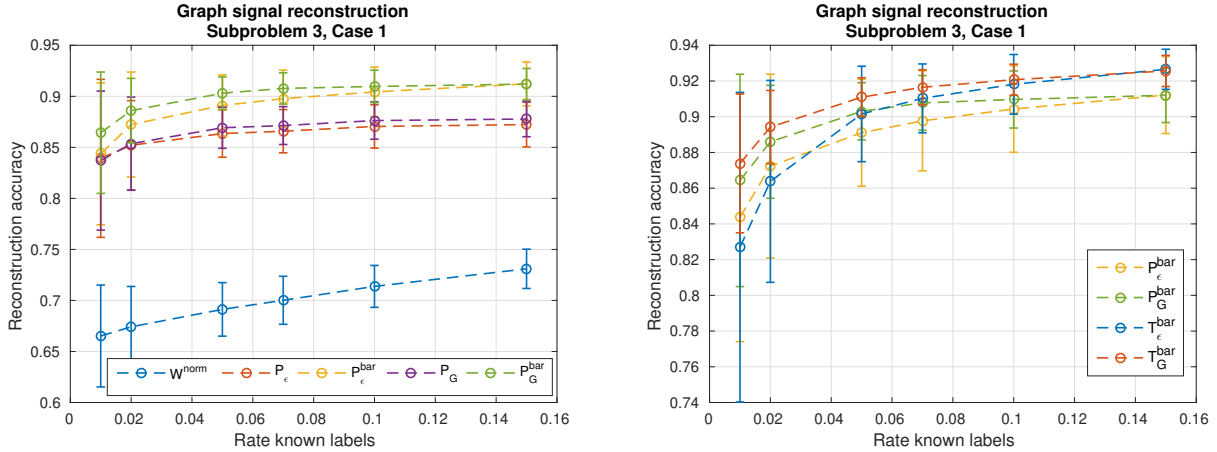 Graph signal reconstruction
Subproblem 3, Case 1
0.95
0.9
0.85
0.8
0.75
0.7
0.65
0.6
Reconstruction accuracy
W^norm P_ϵ P_ϵ^bar P_G P_G^bar
0 0.02 0.04 0.06 0.08 0.1 0.12 0.14 0.16
Rate known labels
Graph signal reconstruction
Subproblem 3, Case 1
0.94
0.92
0.9
0.88
0.86
0.84
0.82
0.8
0.78
0.76
0.74
Reconstruction accuracy
P_ϵ^bar
P_G^bar
T_ϵ^bar
T_G^bar
0 0.02 0.04 0.06 0.08 0.1 0.12 0.14 0.16
Rate known labels